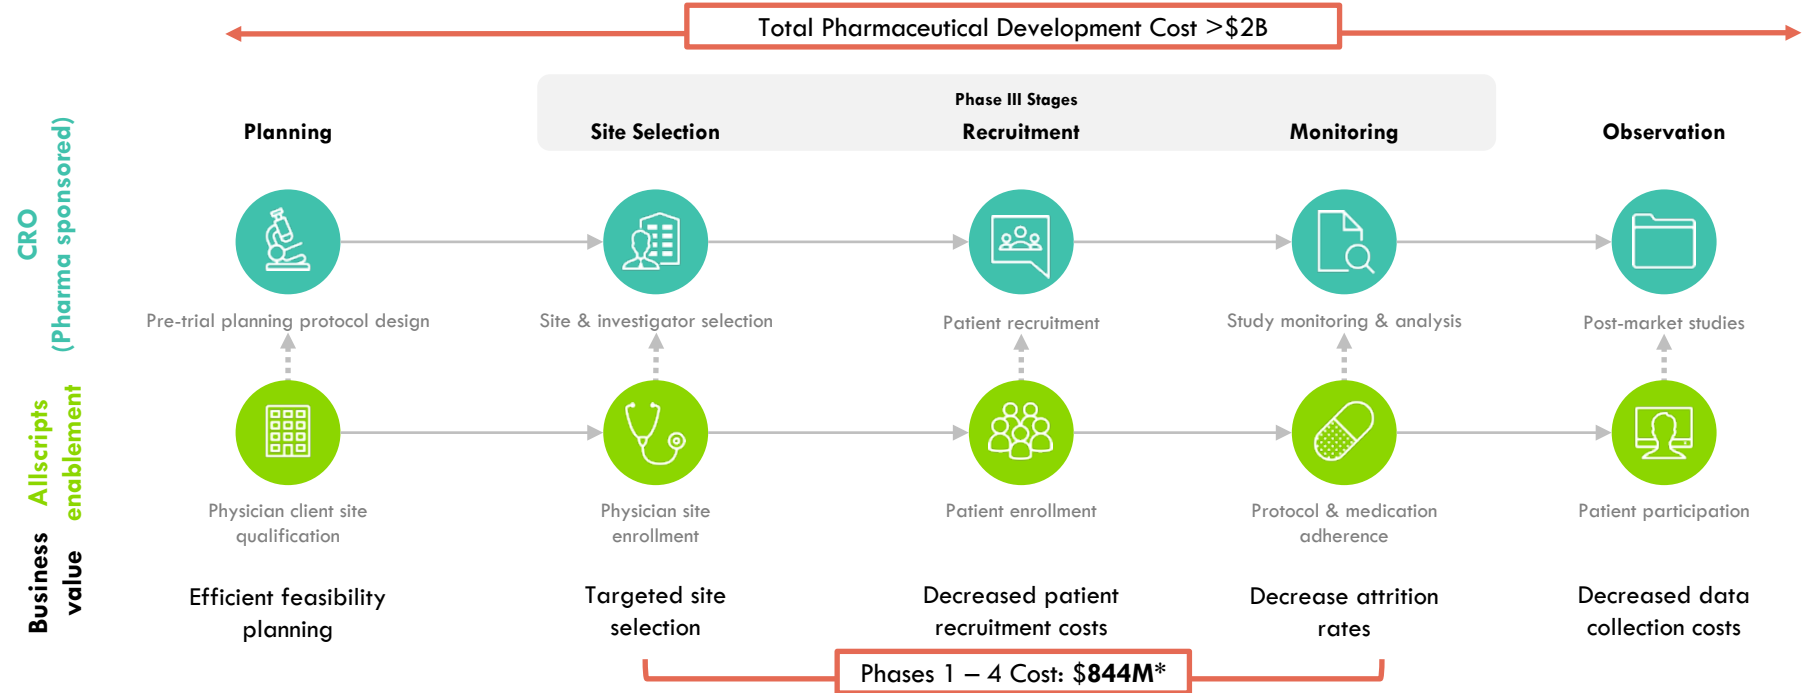 Total Pharmaceutical Development Cost >$2B
Phase III Stages
Planning
Site Selection
Recruitment
Monitoring
Observation
CRO
(Pharma sponsored)
Pre-trial planning protocol design
Site & investigator selection
Patient recruitment
Study monitoring & analysis
Post-market studies
Allscripts
enablement
Physician client site
qualification
Physician site
enrollment
Patient enrollment
Protocol & medication
adherence
Patient participation
Business
value
Efficient feasibility
planning
Targeted site
selection
Decreased patient
recruitment costs
Decrease attrition
rates
Decreased data
collection costs
Phases 1 – 4 Cost: $844M*